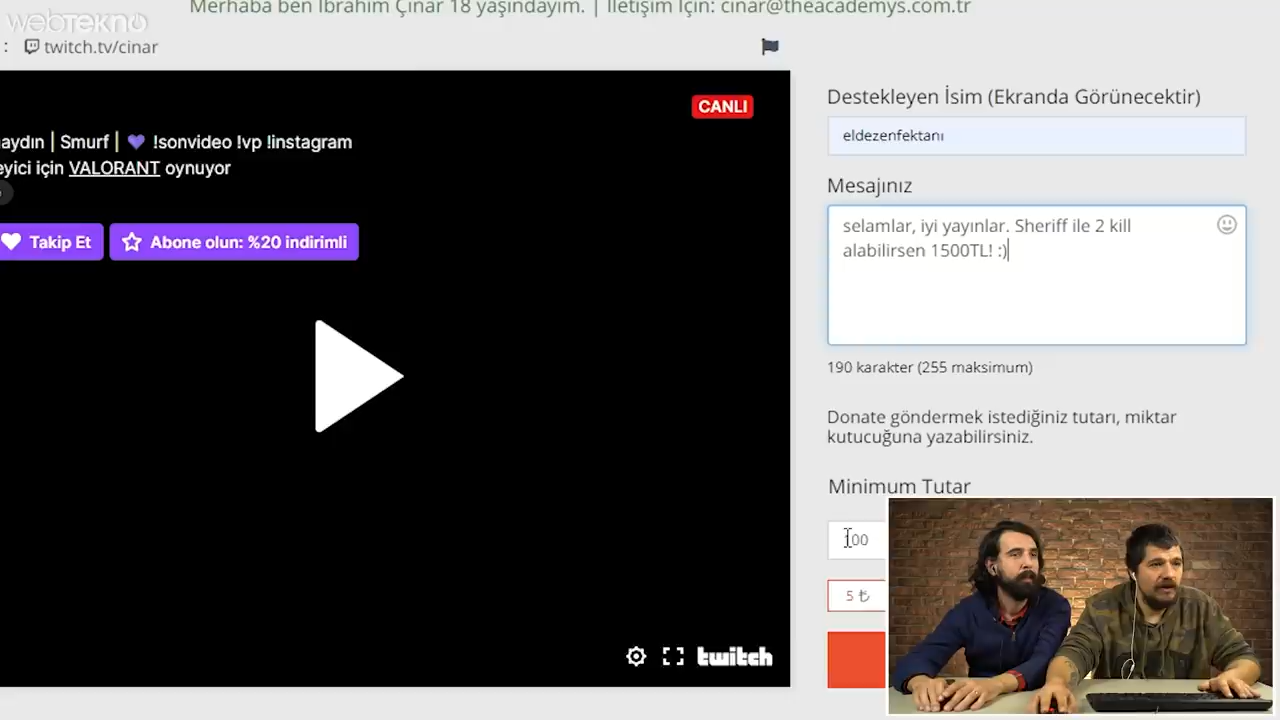 webtekno
Merhaba ben İbrahim Çınar 18 yaşındayım. | İletişim İçin: cinar@theacademys.com.tr
: twitch.tv/cinar
CANLI
aydın | Smurf | 💜 !sonvideo !vp !instagram
eyici için VALORANT oynuyor
Takip Et
Abone olun: %20 indirimli
twitch
Destekleyen İsim (Ekranda Görünecektir)
eldezenfektanı
Mesajınız
selamlar, iyi yayınlar. Sheriff ile 2 kill
alabilirsen 1500TL! :)
190 karakter (255 maksimum)
Donate göndermek istediğiniz tutarı, miktar
kutucuğuna yazabilirsiniz.
Minimum Tutar
100
5 ₺